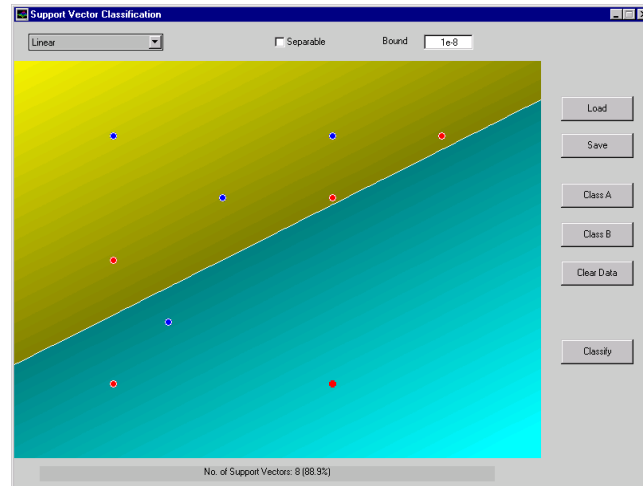 Support Vector Classification
Linear
Separable
Bound
1e-8
Load
Save
Class A
Class B
Clear Data
Classify
No. of Support Vectors: 8 (88.9%)